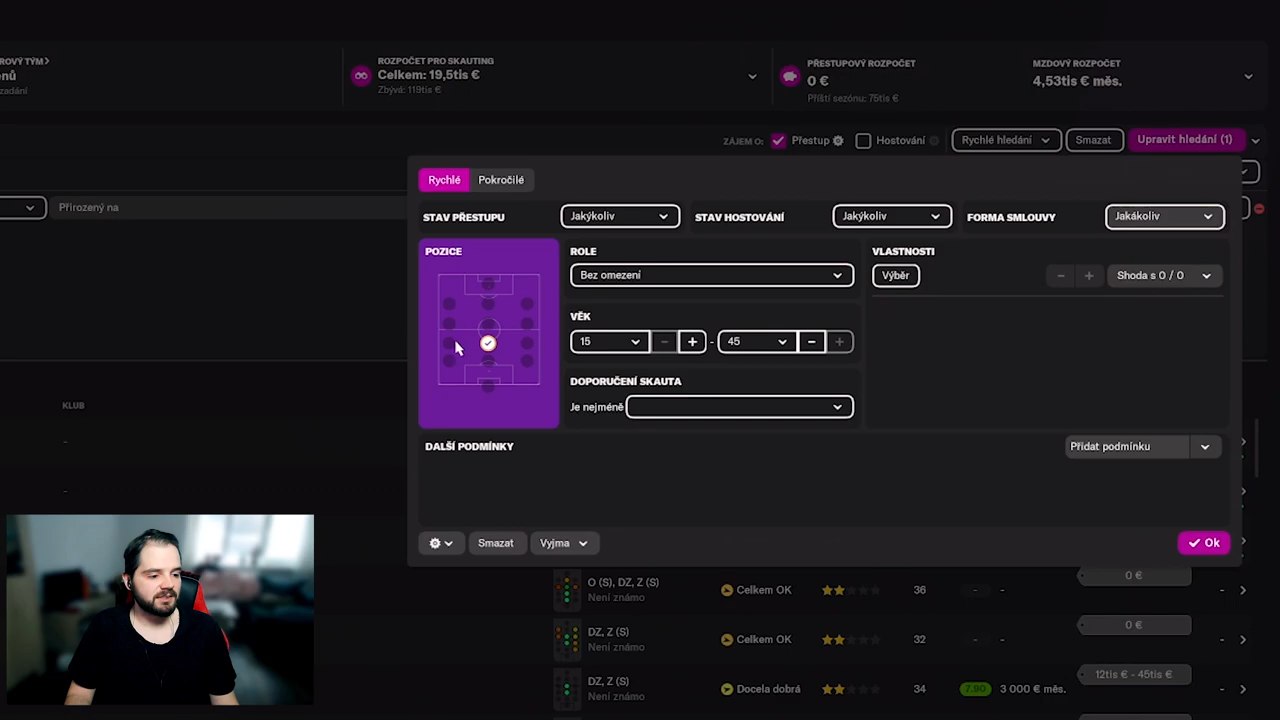 ROVÝ TÝM >
nů
zadání
ROZPOČET PRO SKAUTING
Celkem: 19,5tis €
Zbývá: 119tis €
PŘESTUPOVÝ ROZPOČET
0 €
Příští sezónu: 75tis €
MZDOVÝ ROZPOČET
4,53tis € měs.
ZÁJEM O: Přestup Hostování Rychlé hledání Smazat Upravit hledání (1)
Přirozený na
Rychlé Pokročilé
STAV PŘESTUPU Jakýkoliv STAV HOSTOVÁNÍ Jakýkoliv FORMA SMLOUVY Jakákoliv
POZICE
ROLE
Bez omezení
VLASTNOSTI
Výběr - + Shoda s 0 / 0
VĚK
15 - + - 45 - +
DOPORUČENÍ SKAUTA
Je nejméně
DALŠÍ PODMÍNKY Přidat podmínku
Smazat Vyjma Ok
KLUB
-
-
O (S), DZ, Z (S)
Není známo
Celkem OK 36 - - 0 € -
DZ, Z (S)
Není známo
Celkem OK 32 - - 0 € -
DZ, Z (S)
Není známo
Docela dobrá 34 7.90 3 000 € měs. 12tis € - 45tis € -